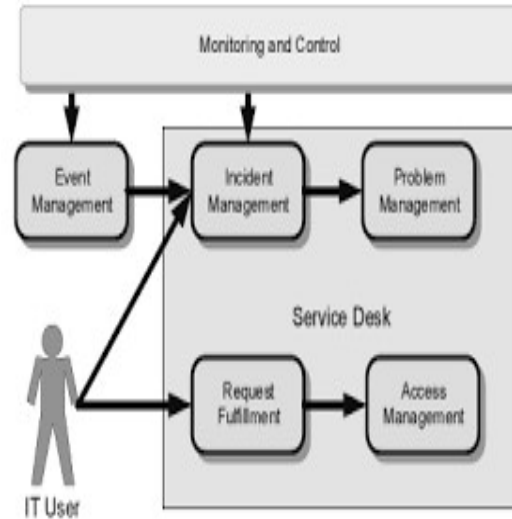 Monitoring and Control
Event
Management
Incident
Management
Problem
Management
Service Desk
Request
Fulfillment
Access
Management
IT User